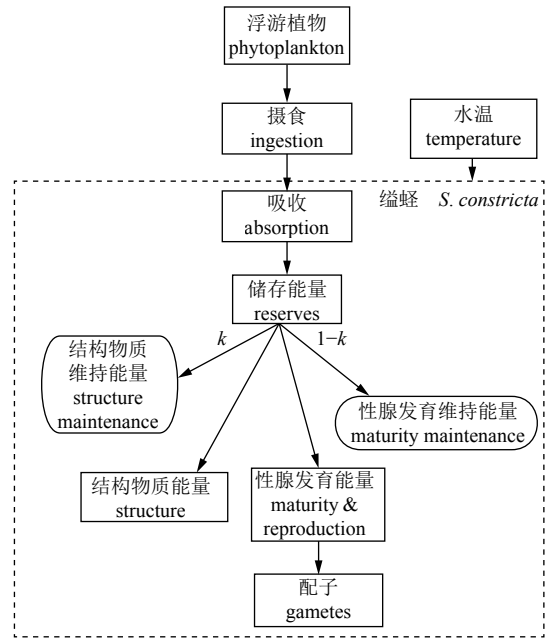 浮游植物
phytoplankton
摄食
ingestion
水温
temperature
缢蛏 S. constricta
吸收
absorption
储存能量
reserves
k
1−k
结构物质
维持能量
structure
maintenance
性腺发育维持能量
maturity maintenance
结构物质能量
structure
性腺发育能量
maturity &
reproduction
配子
gametes